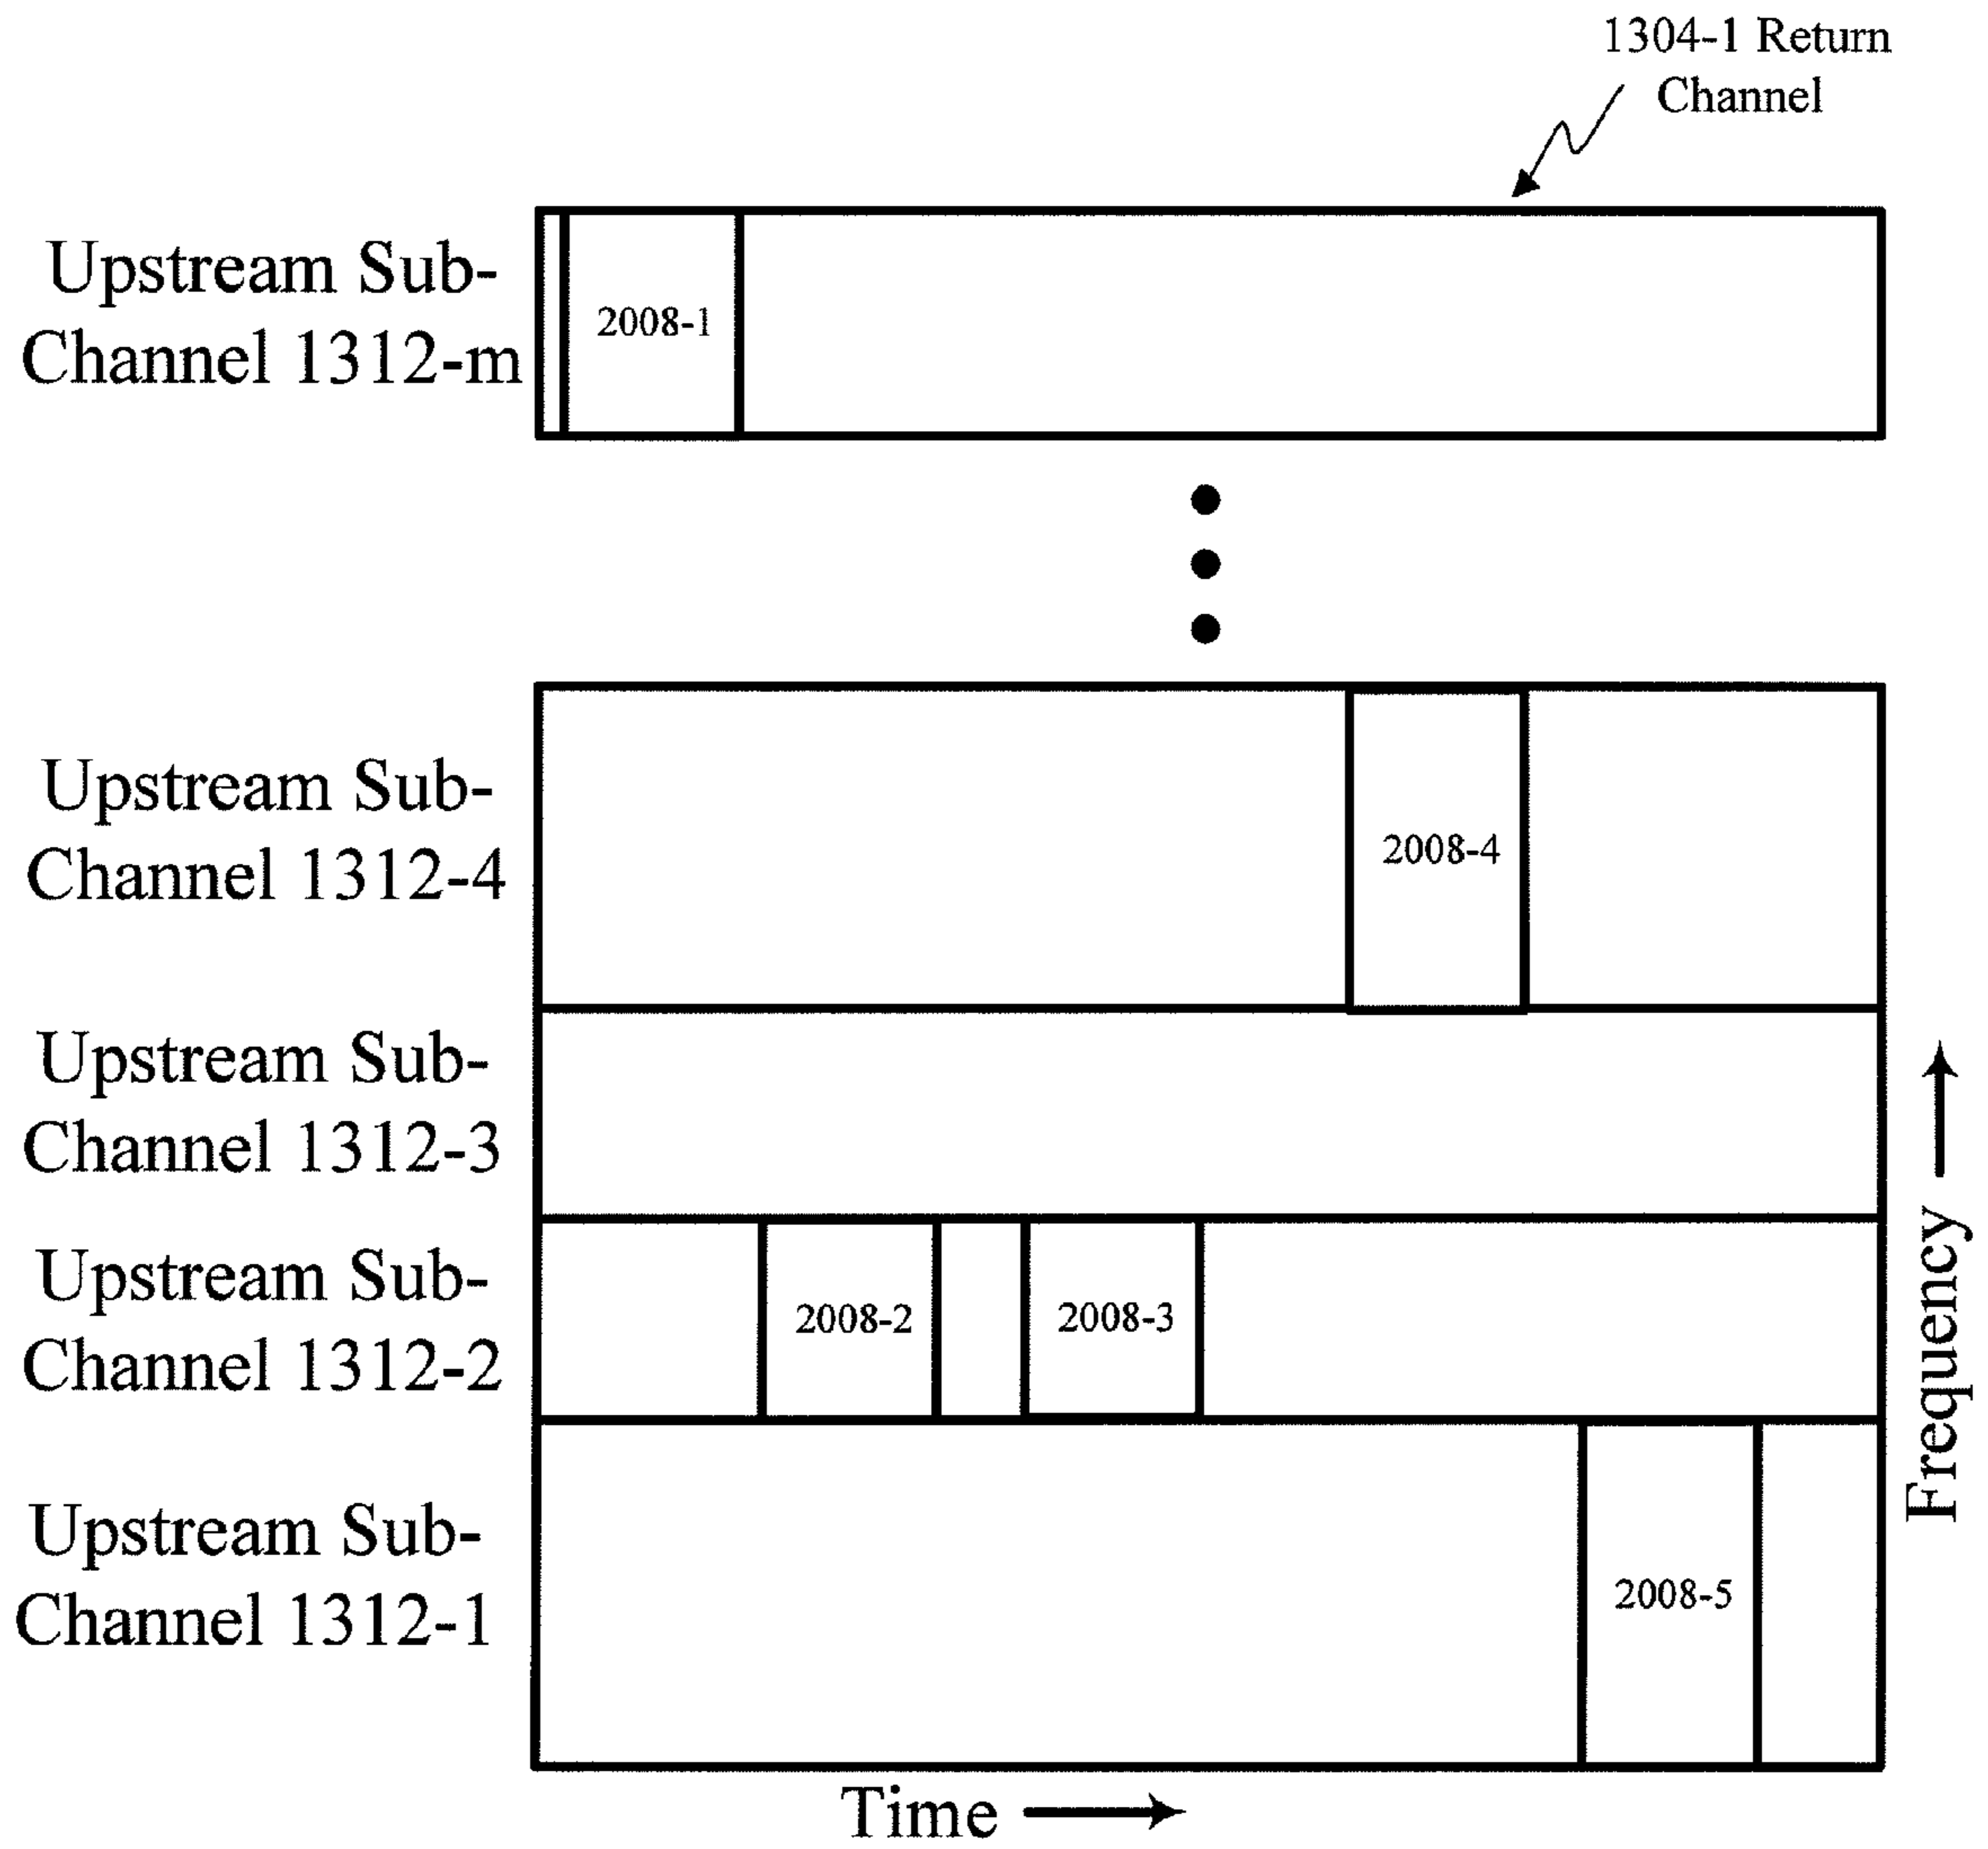 1304-1 Return
Channel
Upstream Sub-
Channel 1312-m
2008-1
Upstream Sub-
Channel 1312-4
2008-4
Upstream Sub-
Channel 1312-3
Upstream Sub-
Channel 1312-2
2008-2
2008-3
Upstream Sub-
Channel 1312-1
2008-5
Frequency
Time